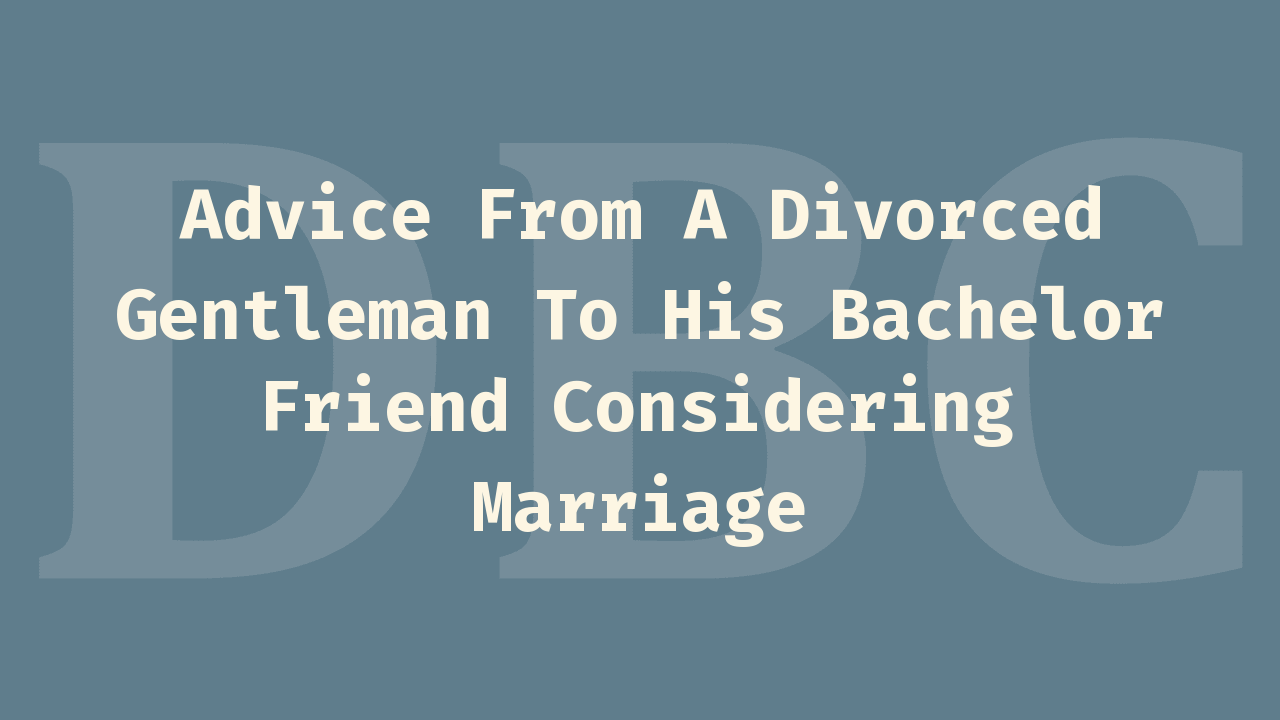 DBC
Advice From A Divorced
Gentleman To His Bachelor
Friend Considering
Marriage